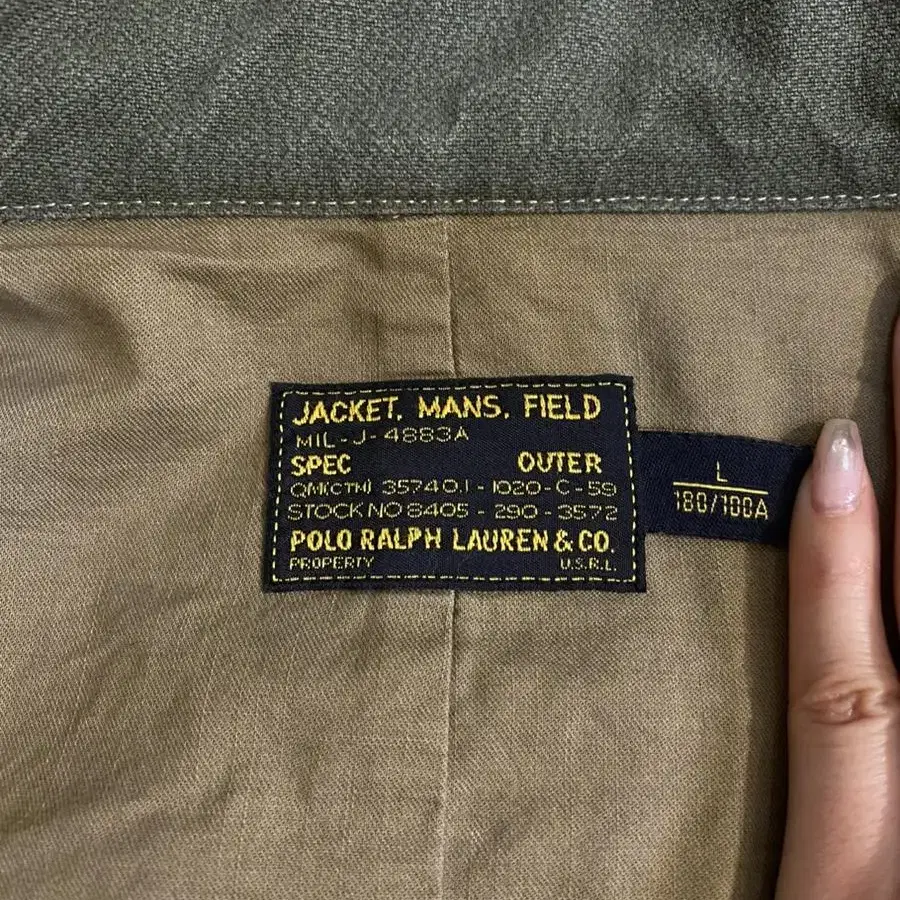 JACKET, MANS, FIELD
MIL-J-4883A
SPEC OUTER
QM(CTM) 35740.1-1020-C-59
STOCK NO 8405-290-3572
POLO RALPH LAUREN & CO.
PROPERTY U.S.R.L.
L
180/100A